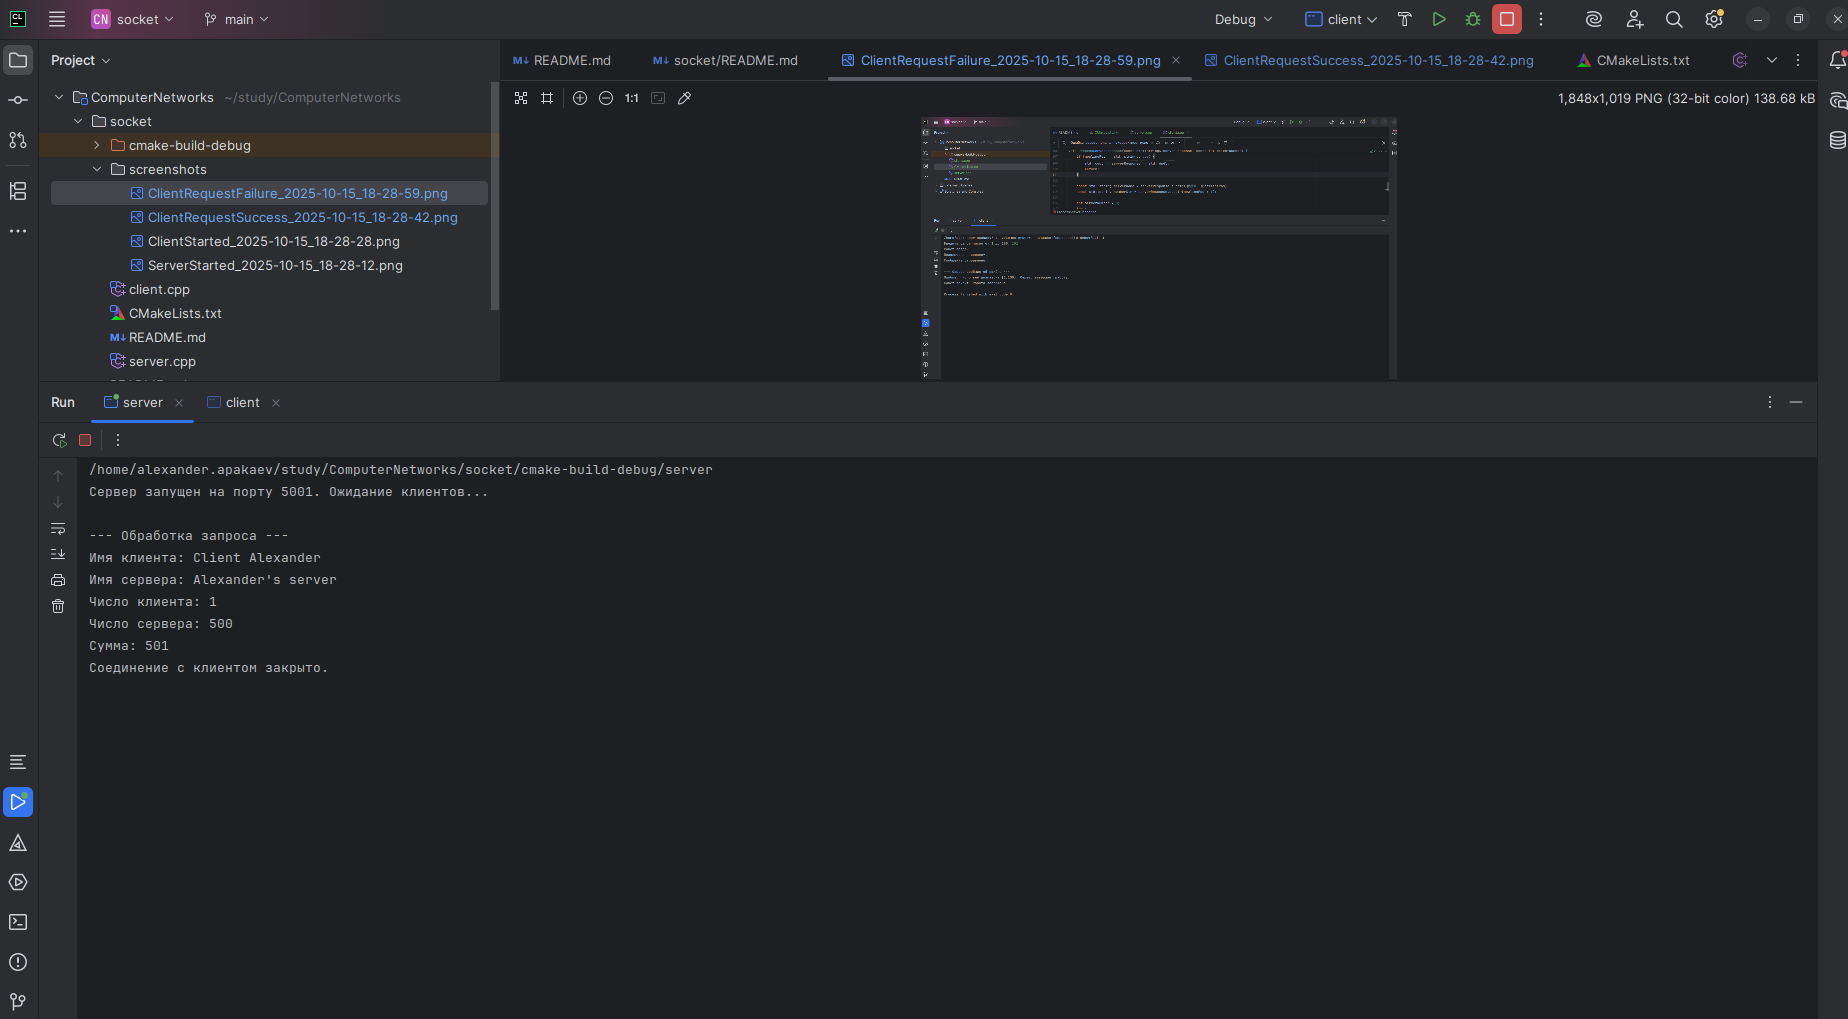 CL CN socket main Debug client
Project
README.md socket/README.md ClientRequestFailure_2025-10-15_18-28-59.png ClientRequestSuccess_2025-10-15_18-28-42.png CMakeLists.txt
1:1 1,848x1,019 PNG (32-bit color) 138.68 kB
ComputerNetworks ~/study/ComputerNetworks
socket
cmake-build-debug
screenshots
ClientRequestFailure_2025-10-15_18-28-59.png
ClientRequestSuccess_2025-10-15_18-28-42.png
ClientStarted_2025-10-15_18-28-28.png
ServerStarted_2025-10-15_18-28-12.png
client.cpp
CMakeLists.txt
README.md
server.cpp
Run server client
/home/alexander.apakaev/study/ComputerNetworks/socket/cmake-build-debug/server
Сервер запущен на порту 5001. Ожидание клиентов...
--- Обработка запроса ---
Имя клиента: Client Alexander
Имя сервера: Alexander's server
Число клиента: 1
Число сервера: 500
Сумма: 501
Соединение с клиентом закрыто.